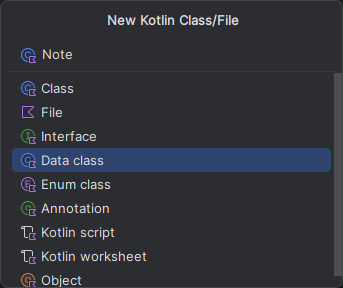 New Kotlin Class/File
Note
Class
File
Interface
Data class
Enum class
Annotation
Kotlin script
Kotlin worksheet
Object